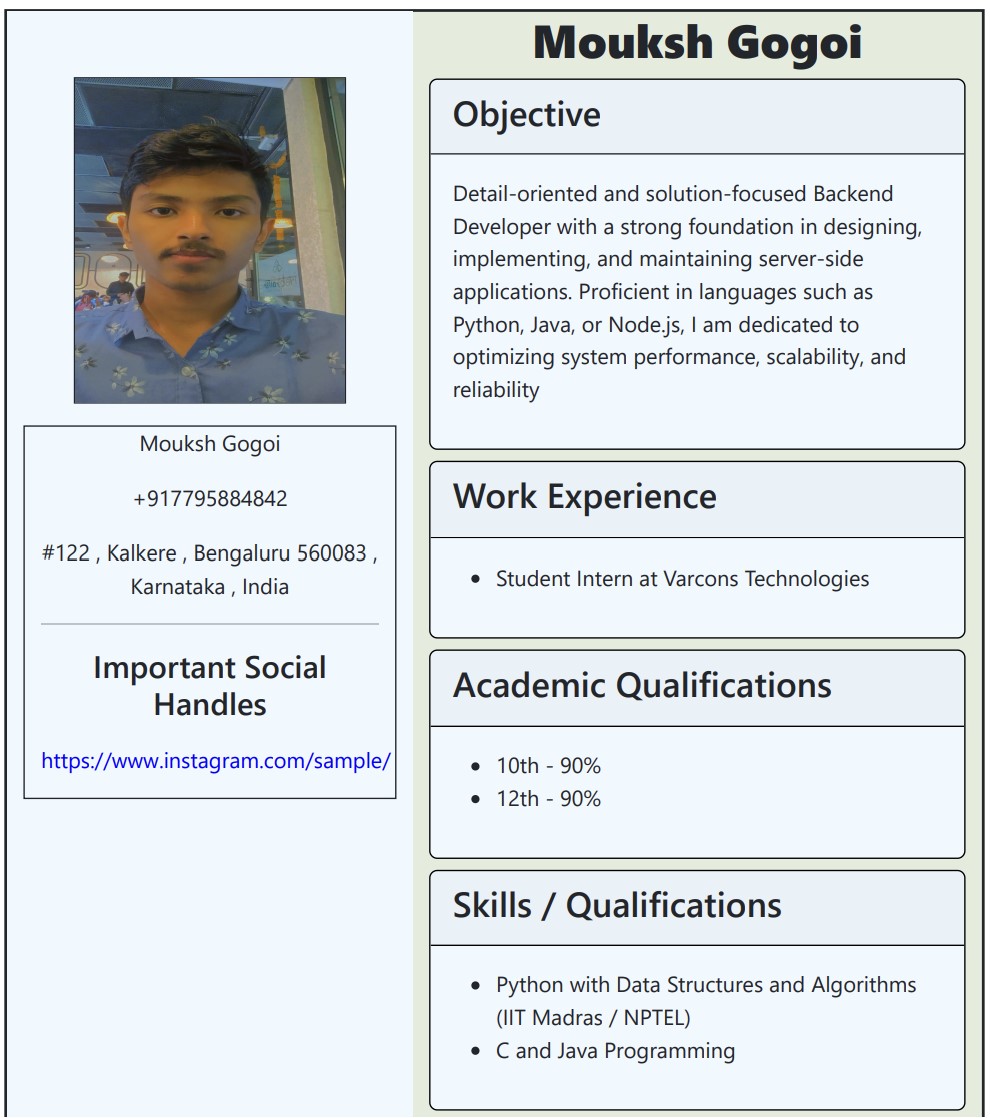 Mouksh Gogoi
Mouksh Gogoi
+917795884842
#122 , Kalkere , Bengaluru 560083 ,
Karnataka , India
Important Social
Handles
https://www.instagram.com/sample/
Objective
Detail-oriented and solution-focused Backend
Developer with a strong foundation in designing,
implementing, and maintaining server-side
applications. Proficient in languages such as
Python, Java, or Node.js, I am dedicated to
optimizing system performance, scalability, and
reliability
Work Experience
• Student Intern at Varcons Technologies
Academic Qualifications
• 10th - 90%
• 12th - 90%
Skills / Qualifications
• Python with Data Structures and Algorithms
(IIT Madras / NPTEL)
• C and Java Programming